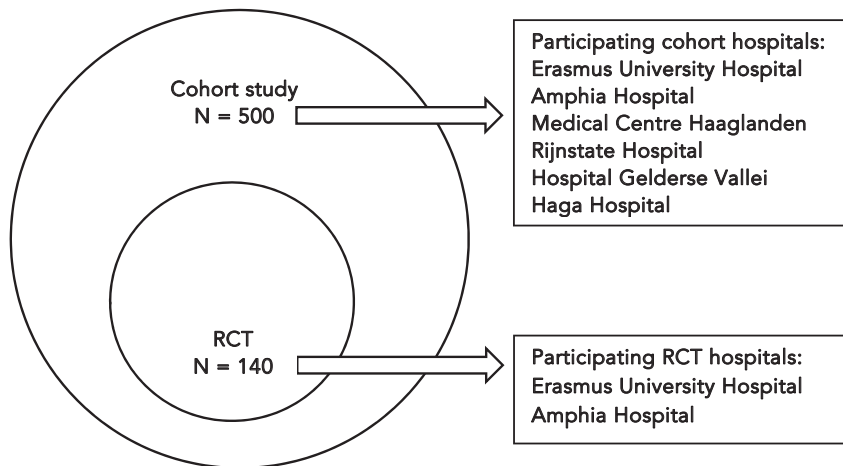 Cohort study
N = 500
Participating cohort hospitals:
Erasmus University Hospital
Amphia Hospital
Medical Centre Haaglanden
Rijnstate Hospital
Hospital Gelderse Vallei
Haga Hospital
RCT
N = 140
Participating RCT hospitals:
Erasmus University Hospital
Amphia Hospital